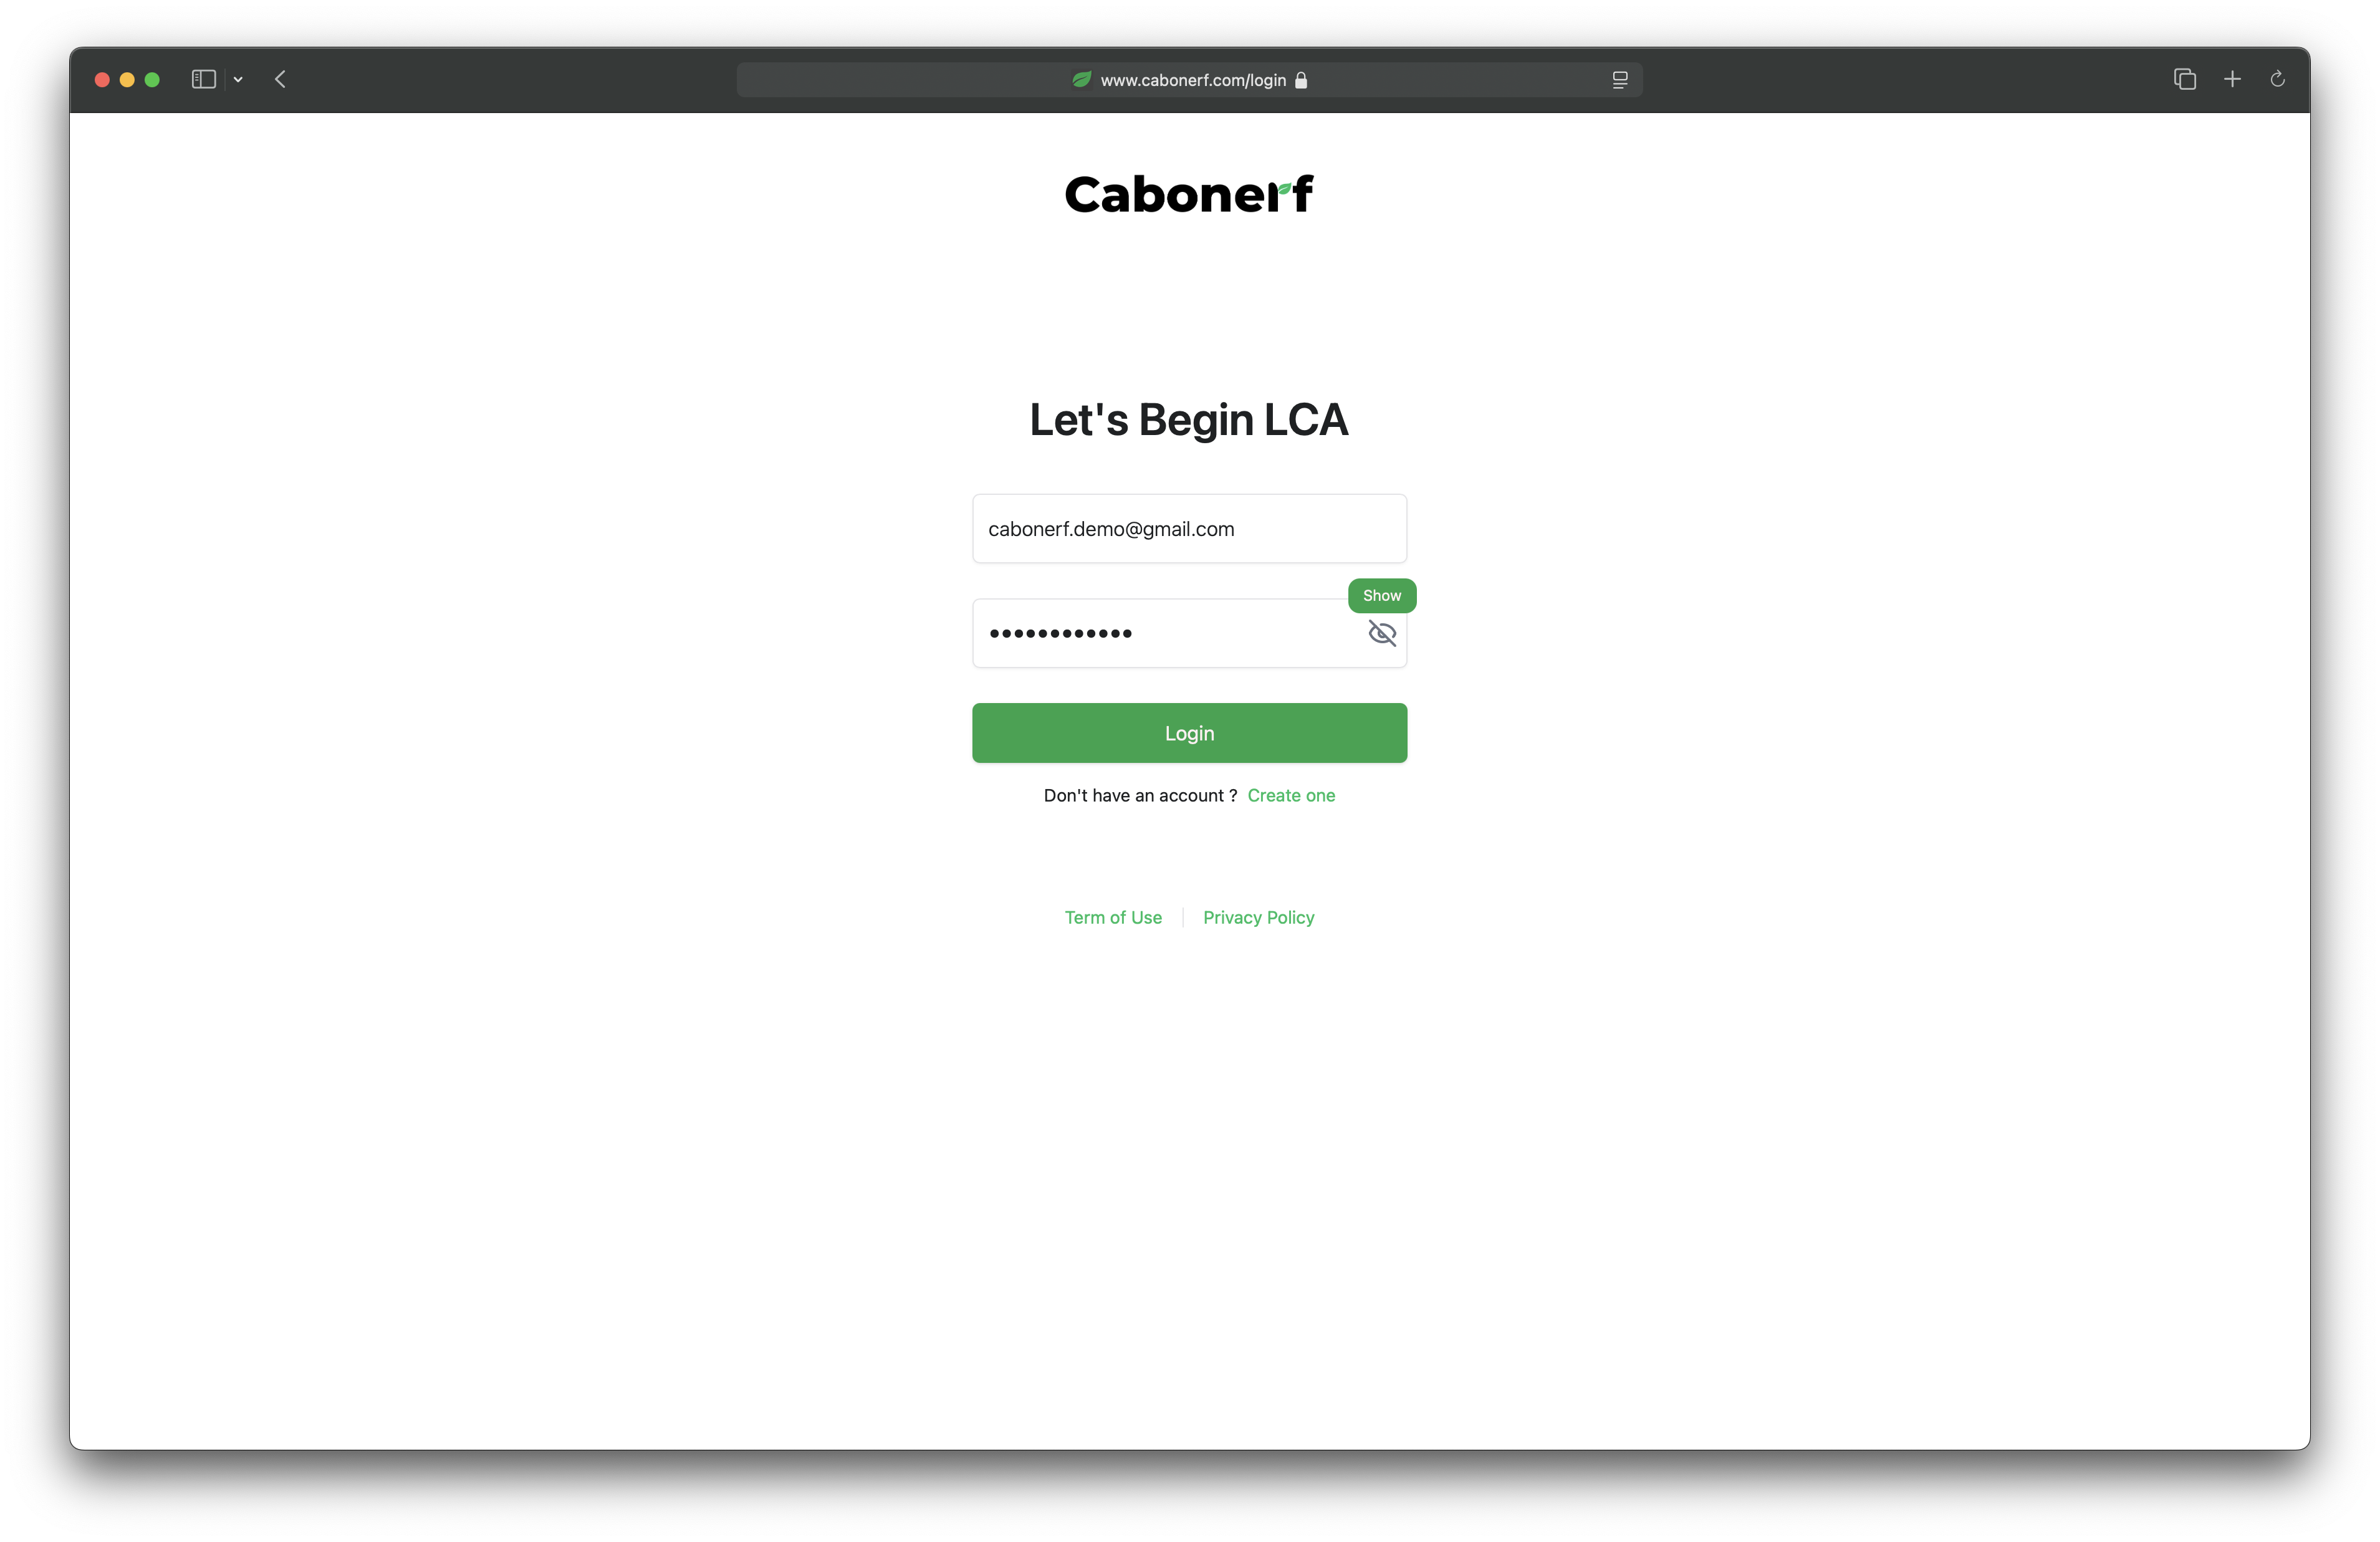 www.cabonerf.com/login
Cabonerf
Let's Begin LCA
cabonerf.demo@gmail.com
Show
••••••••••••
Login
Don't have an account ? Create one
Term of Use
Privacy Policy